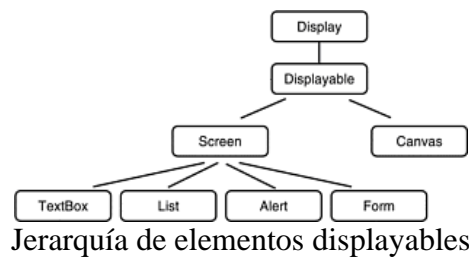 Display
Displayable
Screen Canvas
TextBox List Alert Form
Jerarquía de elementos displayables